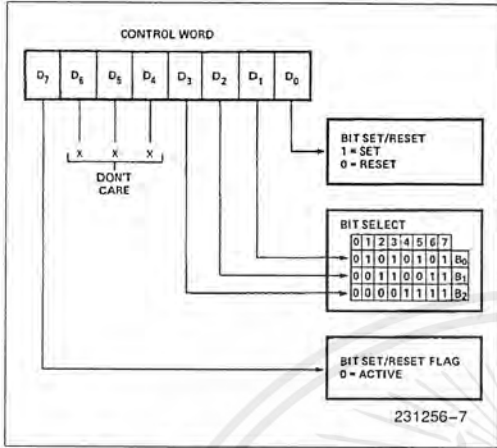 CONTROL WORD
D7 D6 D5 D4 D3 D2 D1 D0
X X X
DON'T
CARE
BIT SET/RESET
1 = SET
0 = RESET
BIT SELECT
0 1 2 3 4 5 6 7
0 1 0 1 0 1 0 1 B0
0 0 1 1 0 0 1 1 B1
0 0 0 0 1 1 1 1 B2
BIT SET/RESET FLAG
0 = ACTIVE
231256-7